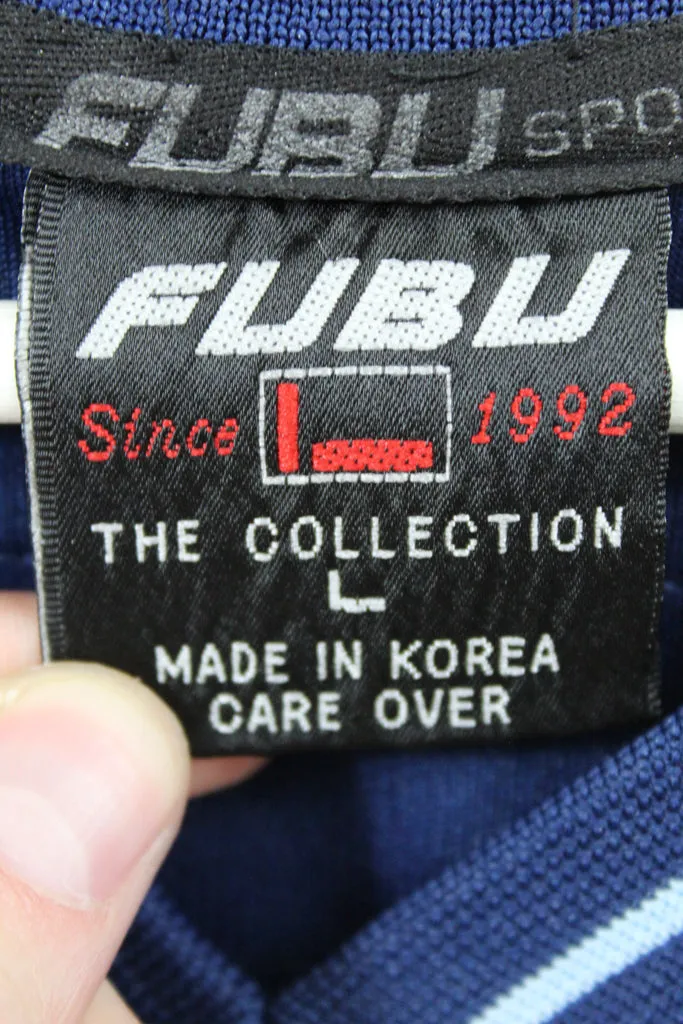 FUBU SPO
FUBU
Since L 1992
THE COLLECTION
L
MADE IN KOREA
CARE OVER